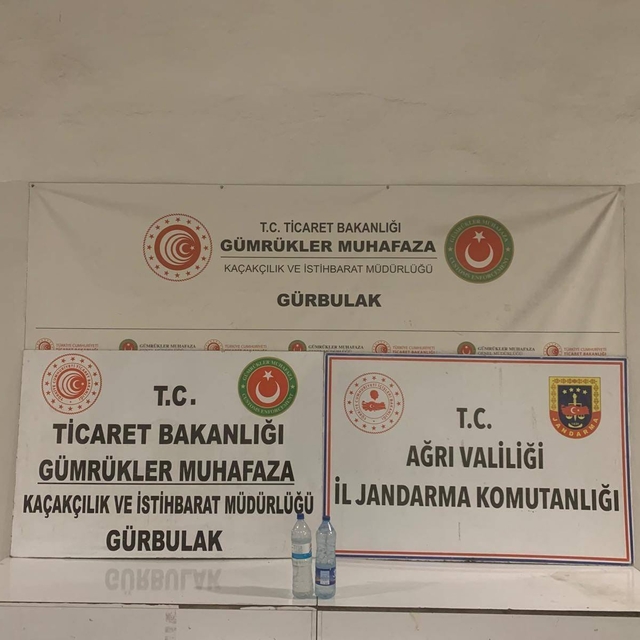 T.C. TİCARET BAKANLIĞI
GÜMRÜKLER MUHAFAZA
KAÇAKÇILIK VE İSTİHBARAT MÜDÜRLÜĞÜ
GÜRBULAK
T.C.
TİCARET BAKANLIĞI
GÜMRÜKLER MUHAFAZA
KAÇAKÇILIK VE İSTİHBARAT MÜDÜRLÜĞÜ
GÜRBULAK
T.C.
AĞRI VALİLİĞİ
İL JANDARMA KOMUTANLIĞI
JANDARMA